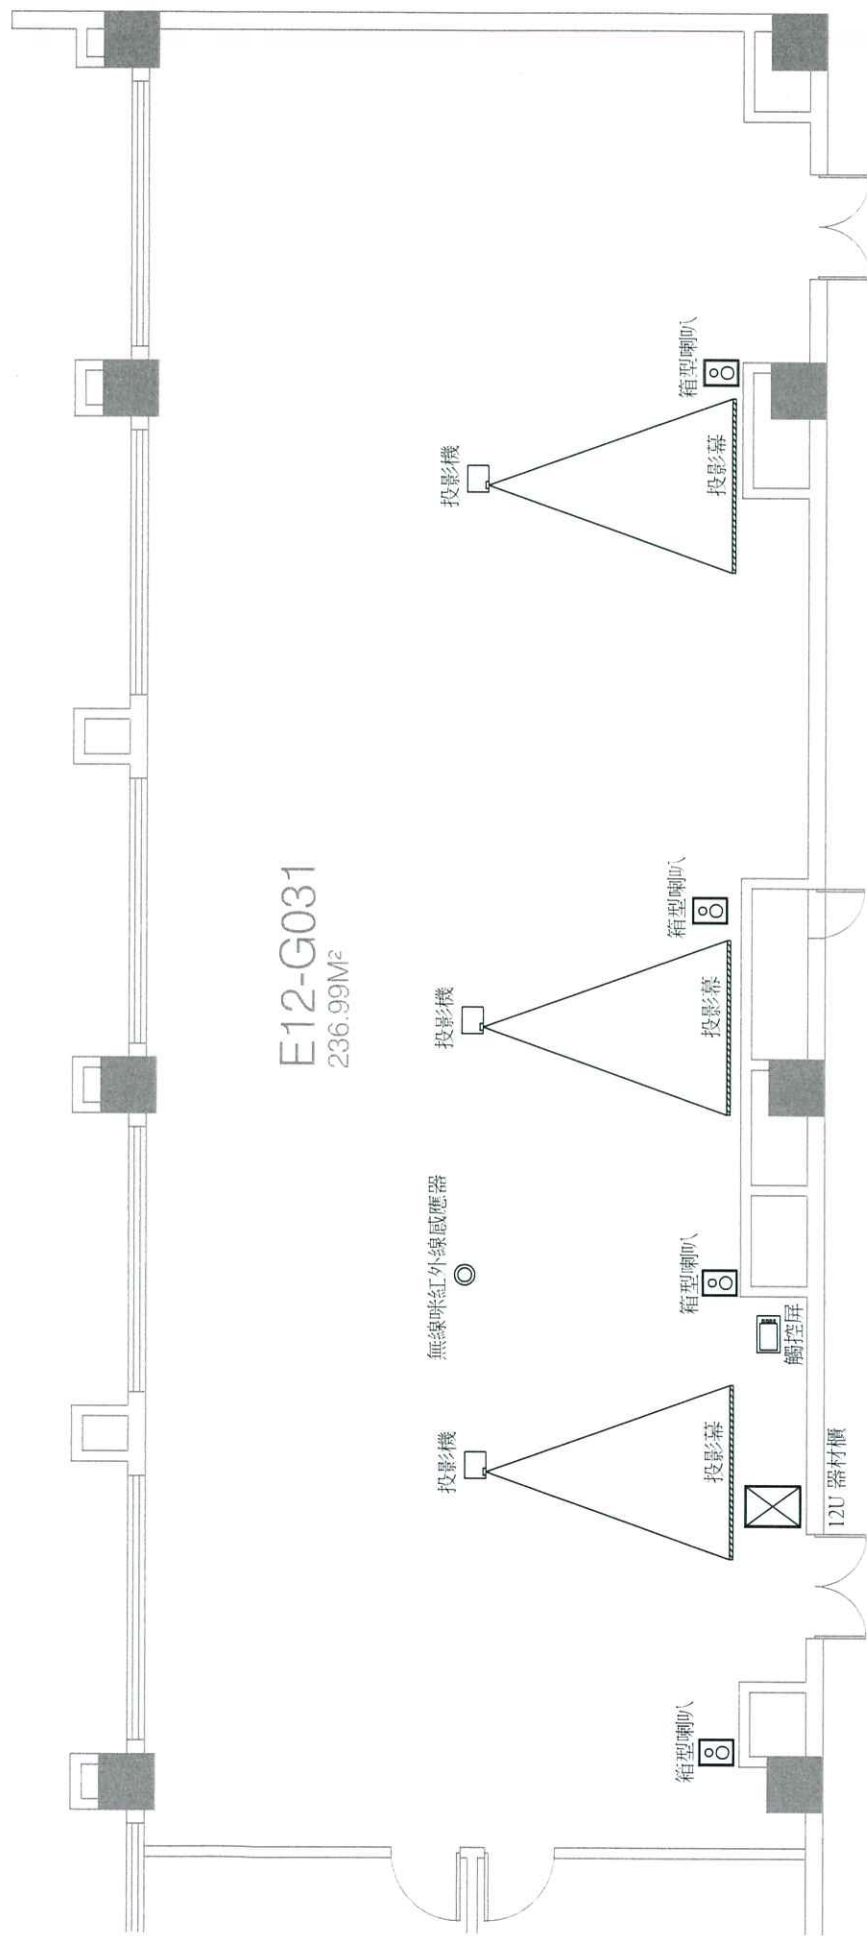 E12-G031
236.99M²
投影機
無線咪紅外線感應器
投影機
投影機
箱型喇叭
投影幕
箱型喇叭
投影幕
箱型喇叭
投影幕
箱型喇叭
觸控屏
12U 器材櫃